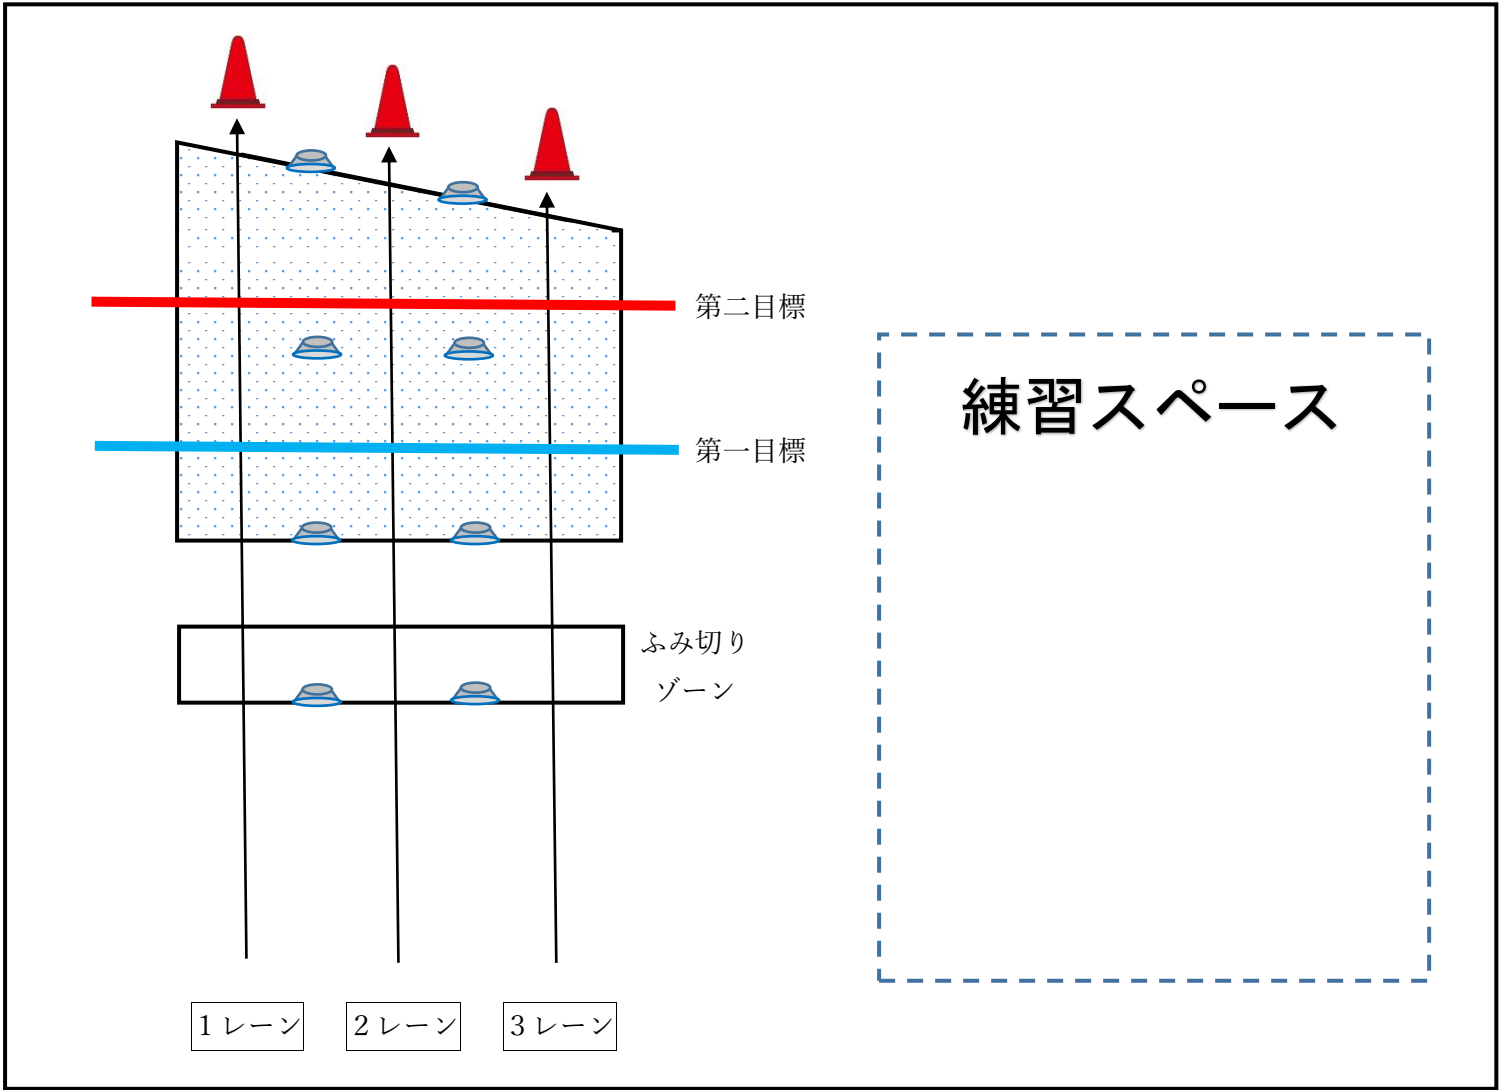 第二目標
練習スペース
第一目標
ふみ切り
ゾーン
1レーン
2レーン
3レーン